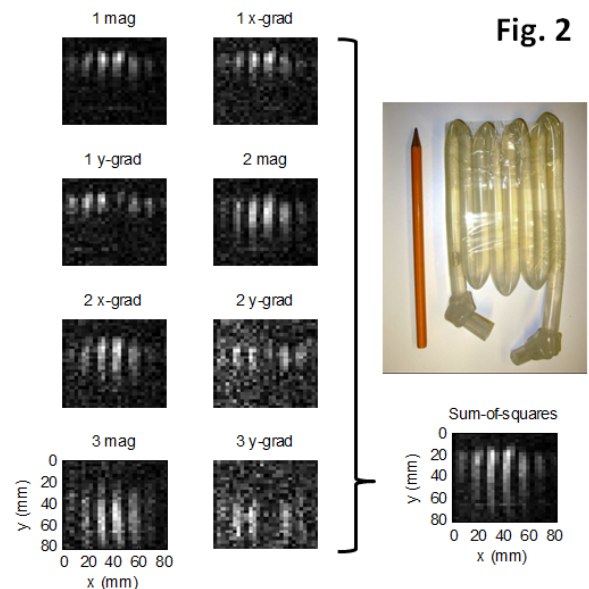 Fig. 2
1 mag
1 x-grad
1 y-grad
2 mag
2 x-grad
2 y-grad
3 mag
3 y-grad
0
20
40
60
80
y (mm)
0 20 40 60 80
x (mm)
Sum-of-squares
0
20
40
60
80
y (mm)
0 20 40 60 80
x (mm)